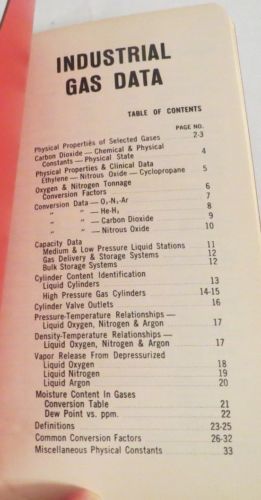 INDUSTRIAL
GAS DATA
TABLE OF CONTENTS
PAGE NO.
Physical Properties of Selected Gases 2-3
Carbon Dioxide — Chemical & Physical
Constants — Physical State 4
Physical Properties & Clinical Data
Ethylene — Nitrous Oxide — Cyclopropane 5
Oxygen & Nitrogen Tonnage
Conversion Factors 6
Conversion Data — O₂N₂-Ar 7
" " — He-H₂ 8
" " — Carbon Dioxide 9
" " — Nitrous Oxide 10
Capacity Data
Medium & Low Pressure Liquid Stations 11
Gas Delivery & Storage Systems 12
Bulk Storage Systems 12
Cylinder Content Identification
Liquid Cylinders 13
High Pressure Gas Cylinders 14-15
Cylinder Valve Outlets 16
Pressure-Temperature Relationships —
Liquid Oxygen, Nitrogen & Argon 17
Density-Temperature Relationships —
Liquid Oxygen, Nitrogen & Argon 17
Vapor Release From Depressurized
Liquid Oxygen 18
Liquid Nitrogen 19
Liquid Argon 20
Moisture Content In Gases
Conversion Table 21
Dew Point vs. ppm. 22
Definitions 23-25
Common Conversion Factors 26-32
Miscellaneous Physical Constants 33